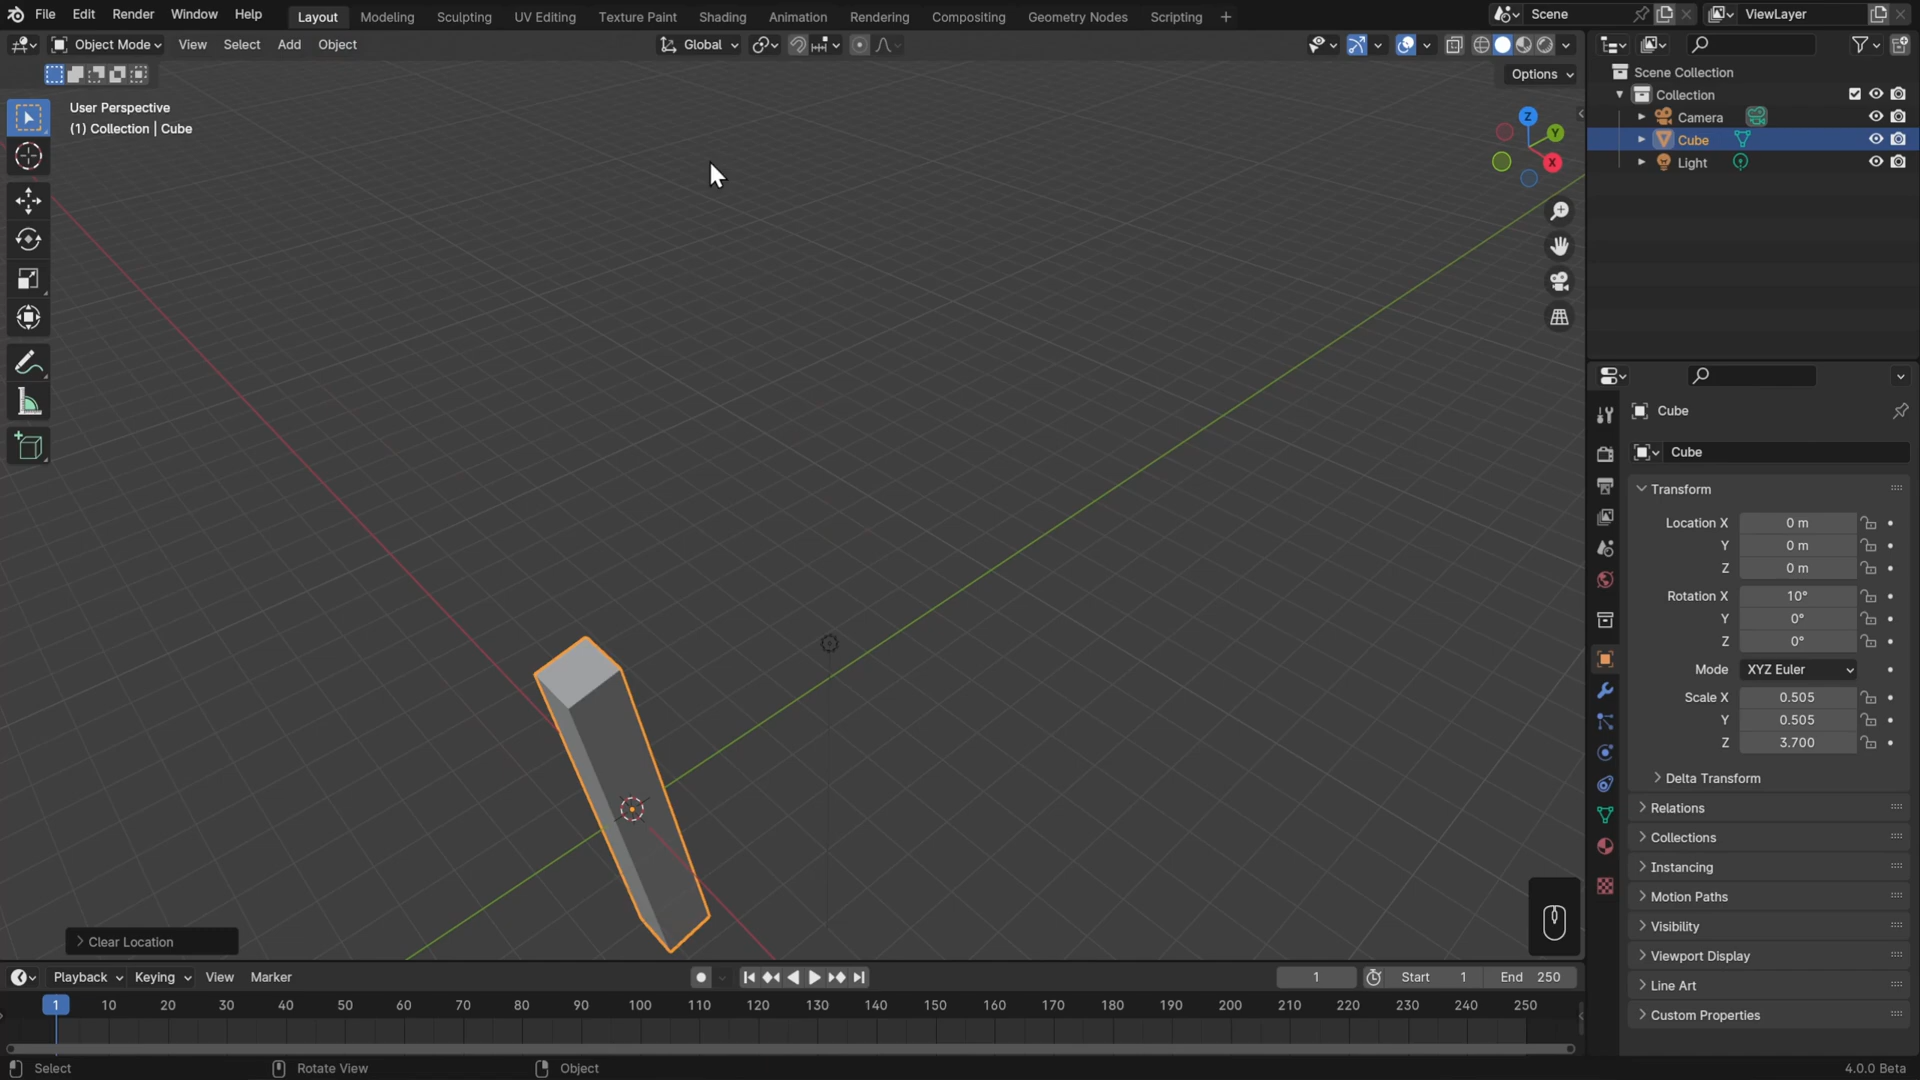 File Edit Render Window Help Layout Modeling Sculpting UV Editing Texture Paint Shading Animation Rendering Compositing Geometry Nodes Scripting + Scene ViewLayer
Object Mode View Select Add Object Global
Options
User Perspective
(1) Collection | Cube
Z
Y
X
Clear Location
Scene Collection
Collection
Camera
Cube
Light
Cube
Cube
Transform
Location X 0 m
Y 0 m
Z 0 m
Rotation X 10°
Y 0°
Z 0°
Mode XYZ Euler
Scale X 0.505
Y 0.505
Z 3.700
Delta Transform
Relations
Collections
Instancing
Motion Paths
Visibility
Viewport Display
Line Art
Custom Properties
Playback Keying View Marker 1 Start 1 End 250
1 10 20 30 40 50 60 70 80 90 100 110 120 130 140 150 160 170 180 190 200 210 220 230 240 250
Select Rotate View Object 4.0.0 Beta